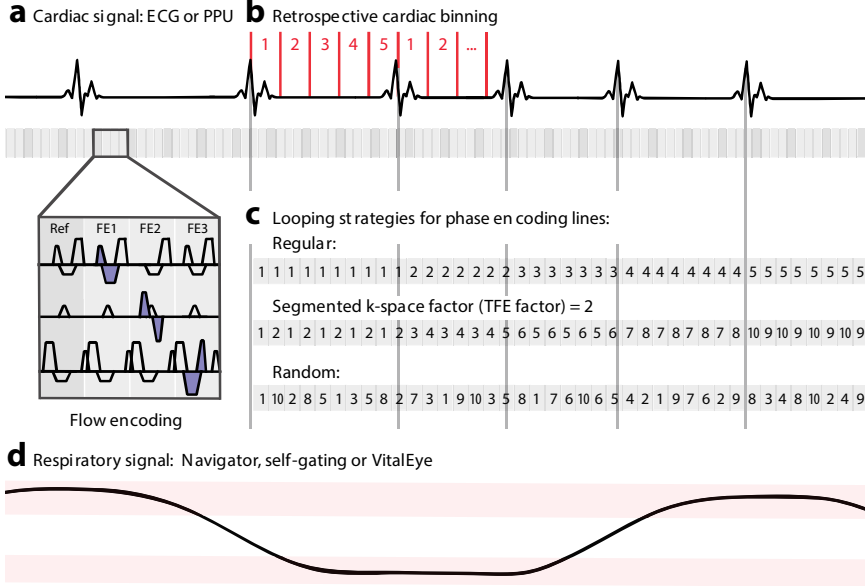 a Cardiac signal: ECG or PPU
b Retrospective cardiac binning
1 2 3 4 5 1 2 ...
Ref FE1 FE2 FE3
Flow encoding
c Looping strategies for phase encoding lines:
Regular:
1 1 1 1 1 1 1 1 1 1 2 2 2 2 2 2 2 3 3 3 3 3 3 3 4 4 4 4 4 4 4 4 5 5 5 5 5 5 5 5
Segmented k-space factor (TFE factor) = 2
1 2 1 2 1 2 1 2 1 2 3 4 3 4 3 4 5 6 5 6 5 6 5 6 7 8 7 8 7 8 7 8 10 9 10 9 10 9 10 9
Random:
1 10 2 8 5 1 3 5 8 2 7 3 1 9 10 3 5 8 1 7 6 10 6 5 4 2 1 9 7 6 2 9 8 3 4 8 10 2 4 9
d Respiratory signal: Navigator, self-gating or VitalEye